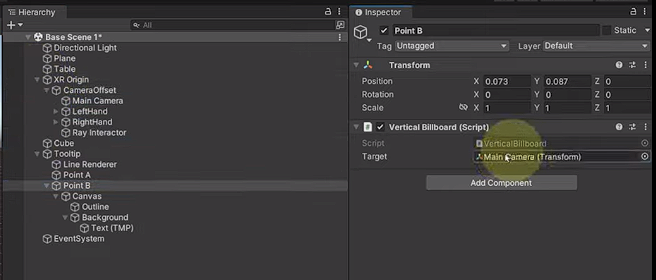 Hierarchy
All
Base Scene 1*
Directional Light
Plane
Table
XR Origin
CameraOffset
Main Camera
LeftHand
RightHand
Ray Interactor
Cube
Tooltip
Line Renderer
Point A
Point B
Canvas
Outline
Background
Text (TMP)
EventSystem
Inspector
Point B Static
Tag Untagged Layer Default
Transform
Position X 0.073 Y 0.087 Z 0
Rotation X 0 Y 0 Z 0
Scale X 1 Y 1 Z 1
Vertical Billboard (Script)
Script VerticalBillboard
Target Main Camera (Transform)
Add Component